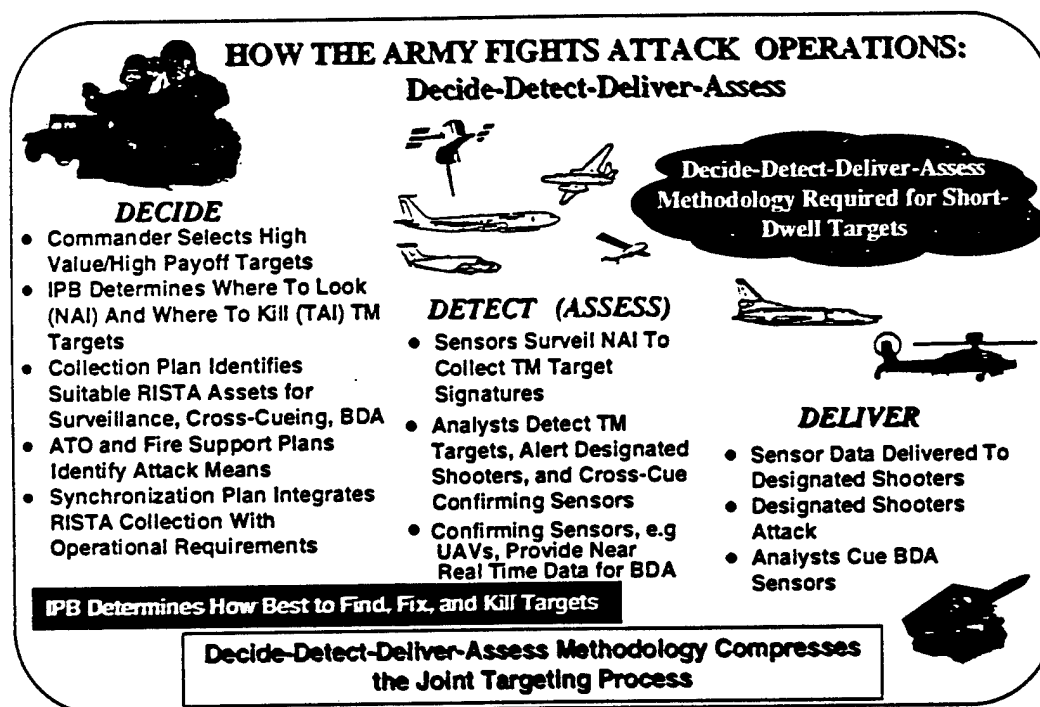 HOW THE ARMY FIGHTS ATTACK OPERATIONS:
Decide-Detect-Deliver-Assess
Decide-Detect-Deliver-Assess
Methodology Required for Short-
Dwell Targets
DECIDE
• Commander Selects High
Value/High Payoff Targets
• IPB Determines Where To Look
(NAI) And Where To Kill (TAI) TM
Targets
• Collection Plan Identifies
Suitable RISTA Assets for
Surveillance, Cross-Cueing, BDA
• ATO and Fire Support Plans
Identify Attack Means
• Synchronization Plan Integrates
RISTA Collection With
Operational Requirements
DETECT (ASSESS)
• Sensors Surveil NAI To
Collect TM Target
Signatures
• Analysts Detect TM
Targets, Alert Designated
Shooters, and Cross-Cue
Confirming Sensors
• Confirming Sensors, e.g
UAVs, Provide Near
Real Time Data for BDA
DELIVER
• Sensor Data Delivered To
Designated Shooters
• Designated Shooters
Attack
• Analysts Cue BDA
Sensors
IPB Determines How Best to Find, Fix, and Kill Targets
Decide-Detect-Deliver-Assess Methodology Compresses
the Joint Targeting Process